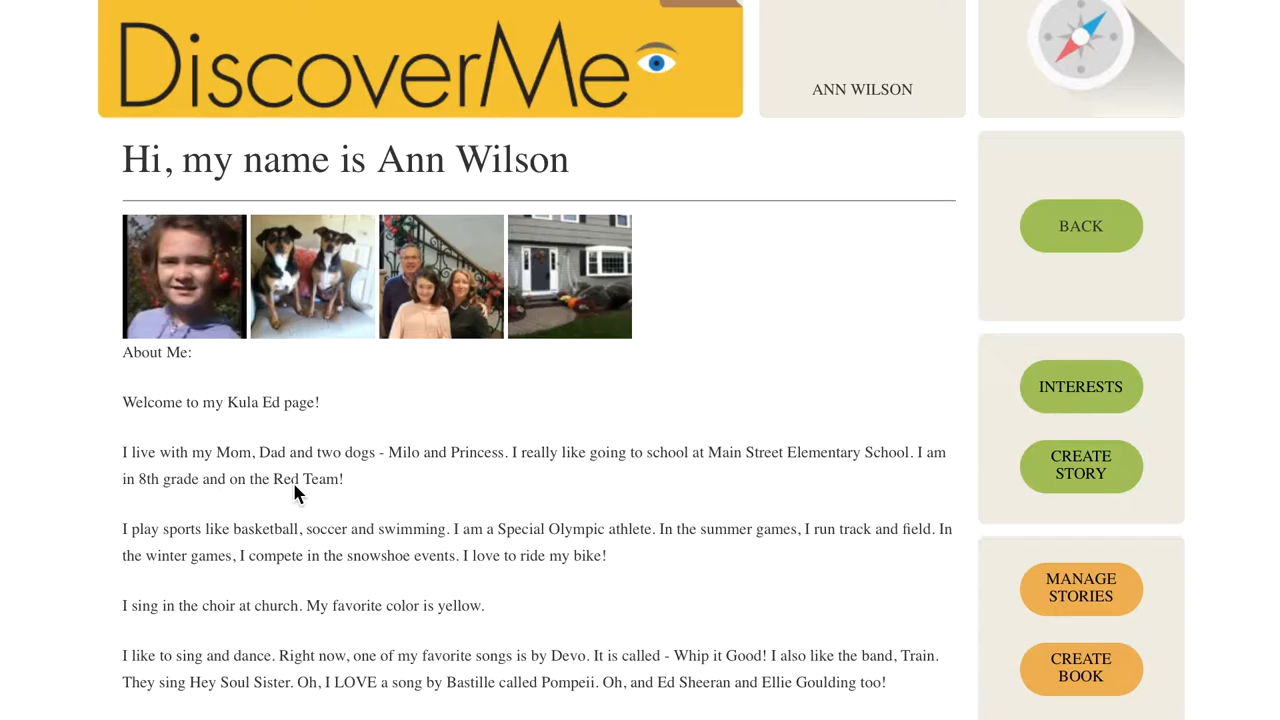 DiscoverMe
ANN WILSON
Hi, my name is Ann Wilson
BACK
About Me:
INTERESTS
Welcome to my Kula Ed page!
I live with my Mom, Dad and two dogs - Milo and Princess. I really like going to school at Main Street Elementary School. I am
in 8th grade and on the Red Team!
CREATE
STORY
I play sports like basketball, soccer and swimming. I am a Special Olympic athlete. In the summer games, I run track and field. In
the winter games, I compete in the snowshoe events. I love to ride my bike!
MANAGE
STORIES
I sing in the choir at church. My favorite color is yellow.
I like to sing and dance. Right now, one of my favorite songs is by Devo. It is called - Whip it Good! I also like the band, Train.
They sing Hey Soul Sister. Oh, I LOVE a song by Bastille called Pompeii. Oh, and Ed Sheeran and Ellie Goulding too!
CREATE
BOOK